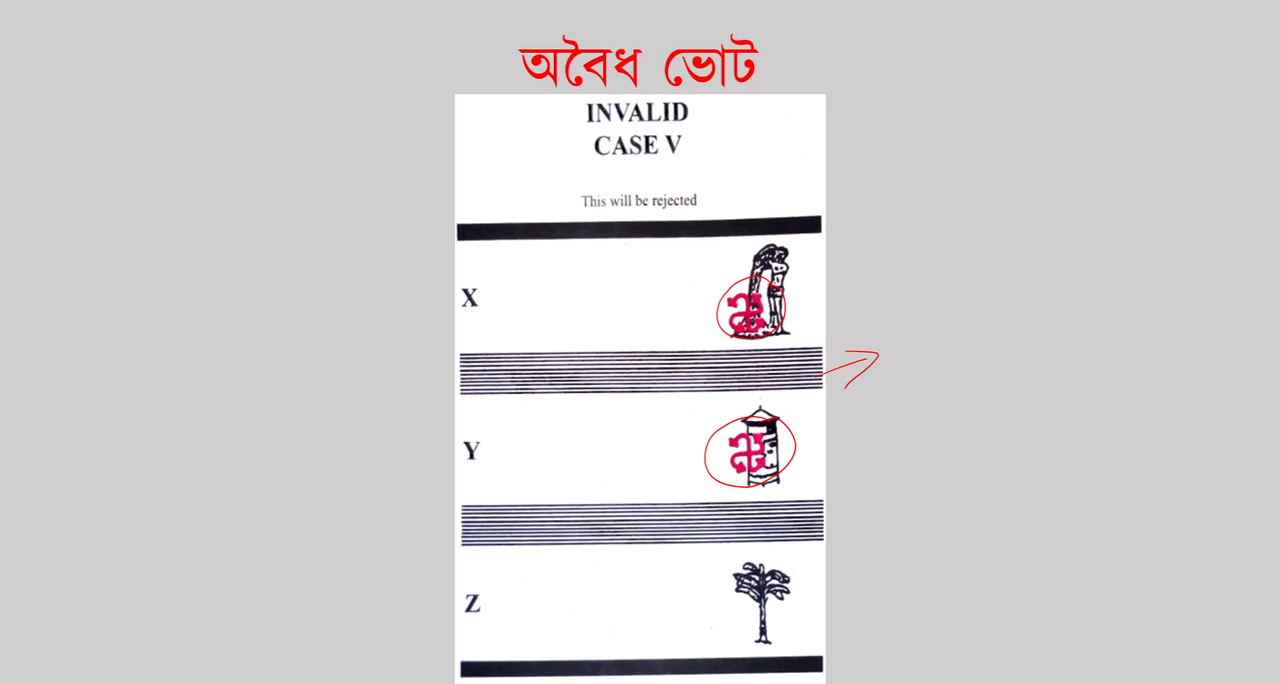 অবৈধ ভোট
INVALID
CASE V
This will be rejected
X
Y
Z